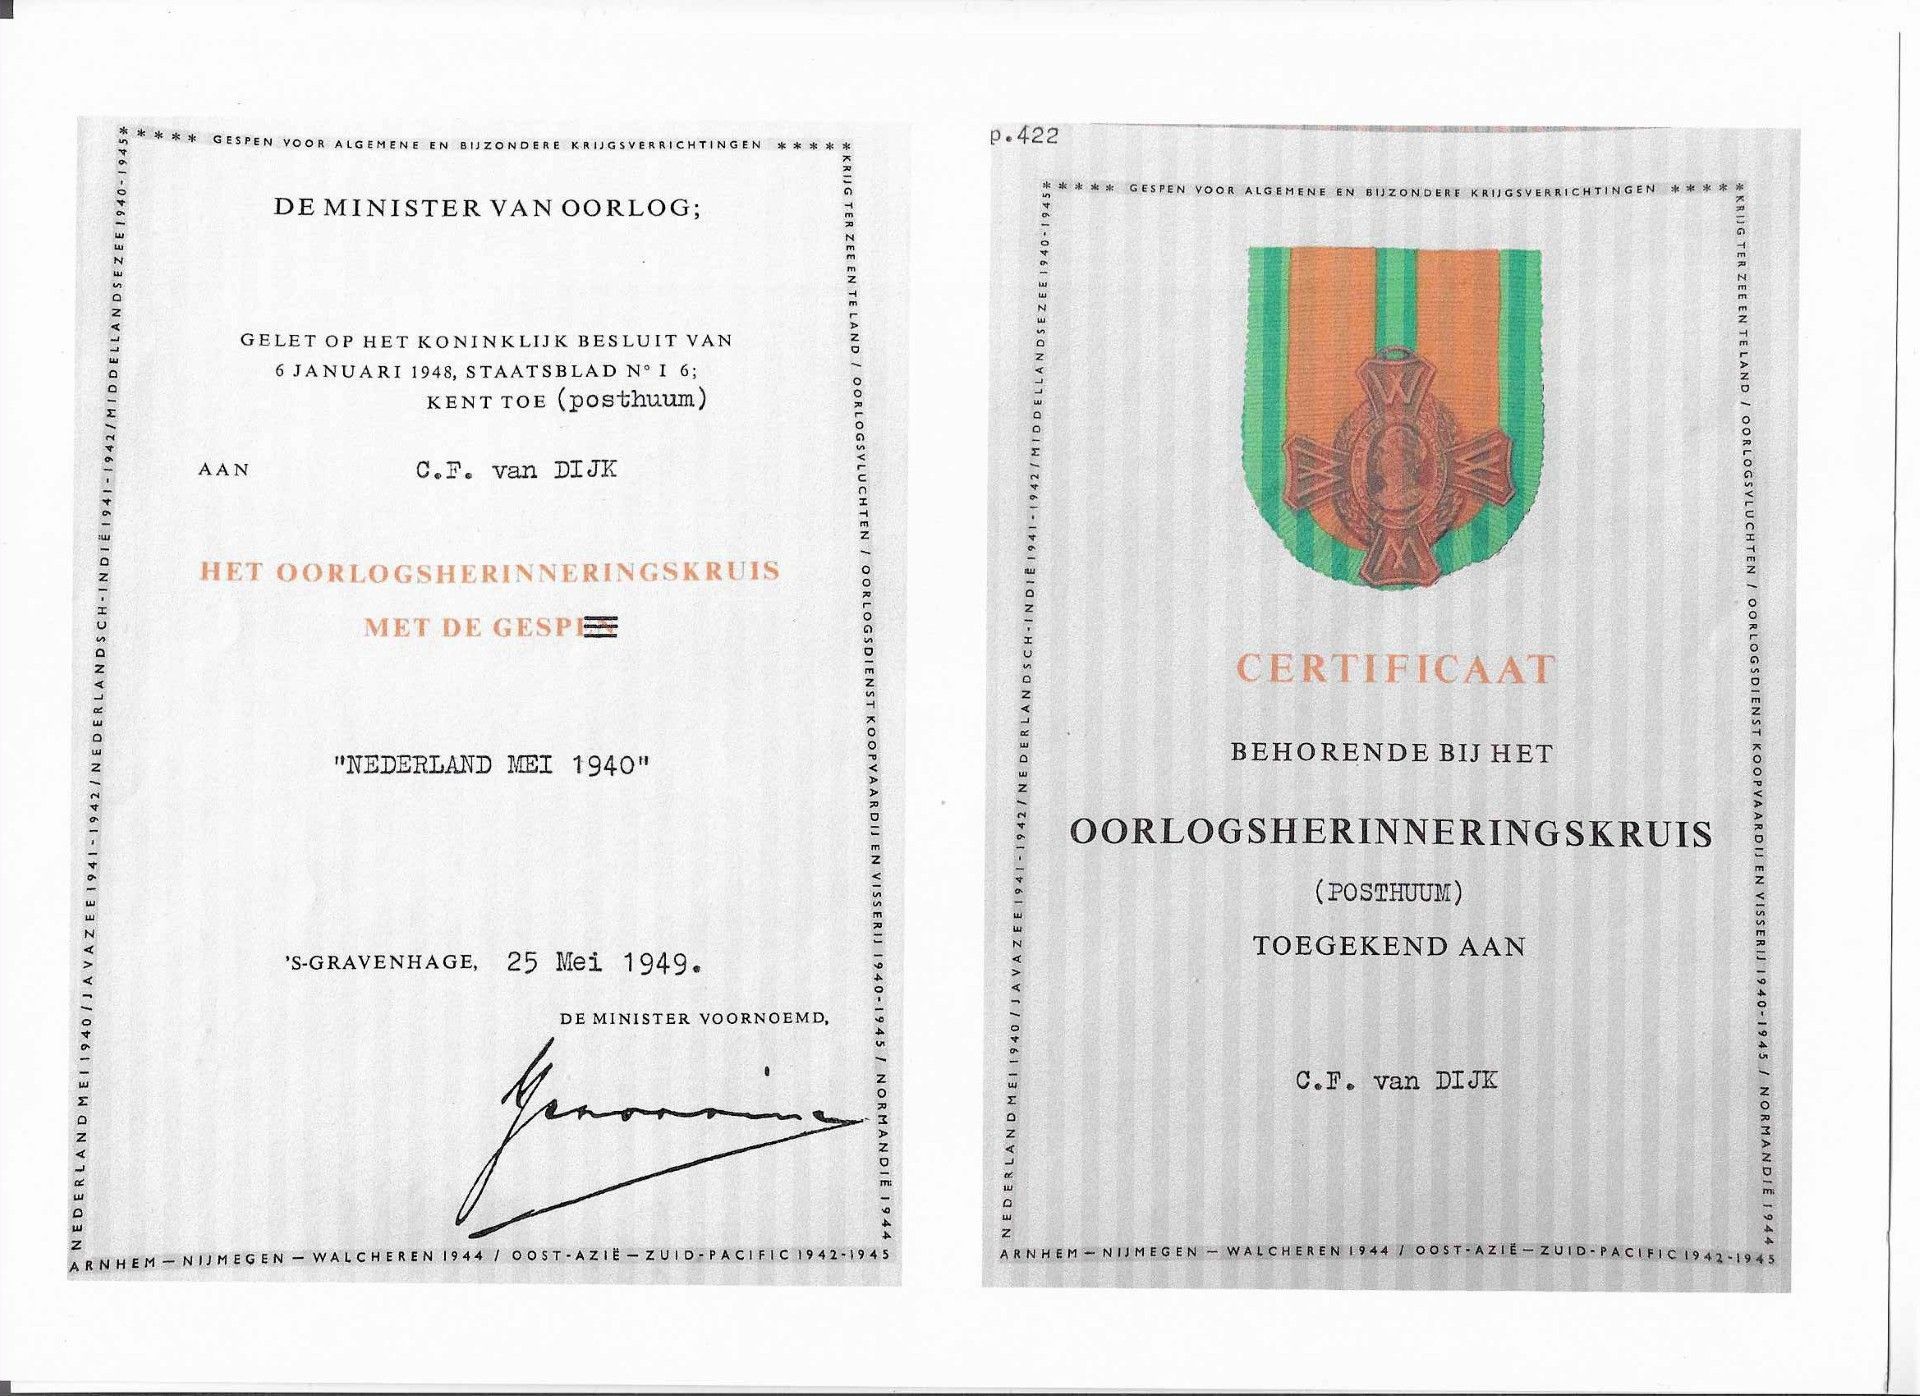 * * * * * GESPEN VOOR ALGEMENE EN BIJZONDERE KRIJGSVERRICHTINGEN * * * * *
KRIJG TER ZEE EN TE LAND / OORLOGSVLUCHTEN / OORLOGSDIENST KOOPVAARDIJ EN VISSERIJ 1940-1945 / NORMANDIË 1944
NEDERLAND MEI 1940 / JAVAZEE 1941-1942 / NEDERLANDSCH-INDIË 1941-1942 / MIDDELLANDSE ZEE 1940-1945
ARNHEM — NIJMEGEN — WALCHEREN 1944 / OOST-AZIË — ZUID-PACIFIC 1942-1945
DE MINISTER VAN OORLOG;
GELET OP HET KONINKLIJK BESLUIT VAN
6 JANUARI 1948, STAATSBLAD N° I 6;
KENT TOE (posthuum)
AAN C.F. van DIJK
HET OORLOGSHERINNERINGSKRUIS
MET DE GESPEN
"NEDERLAND MEI 1940"
'S-GRAVENHAGE, 25 Mei 1949.
DE MINISTER VOORNOEMD,
p.422
* * * * * GESPEN VOOR ALGEMENE EN BIJZONDERE KRIJGSVERRICHTINGEN * * * * *
KRIJG TER ZEE EN TE LAND / OORLOGSVLUCHTEN / OORLOGSDIENST KOOPVAARDIJ EN VISSERIJ 1940-1945 / NORMANDIË 1944
NEDERLAND MEI 1940 / JAVAZEE 1941-1942 / NEDERLANDSCH-INDIË 1941-1942 / MIDDELLANDSE ZEE 1940-1945
ARNHEM — NIJMEGEN — WALCHEREN 1944 / OOST-AZIË — ZUID-PACIFIC 1942-1945
W
W W
W
CERTIFICAAT
BEHORENDE BIJ HET
OORLOGSHERINNERINGSKRUIS
(POSTHUUM)
TOEGEKEND AAN
C.F. van DIJK